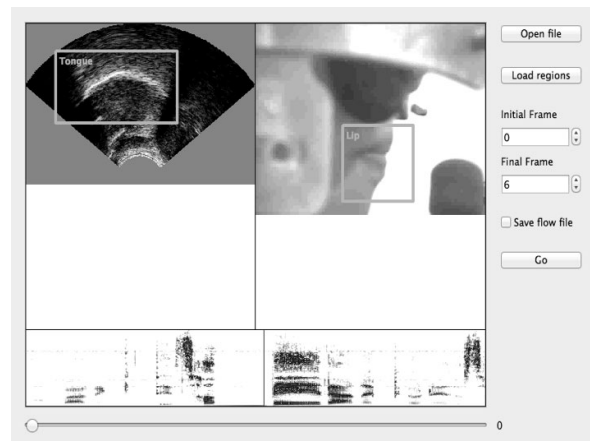 Tongue
Lip
Open file
Load regions
Initial Frame
0
Final Frame
6
Save flow file
Go
0